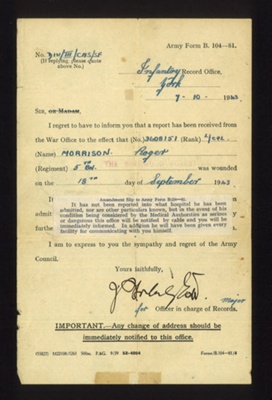 Army Form B. 104—81.
No.
(If replying please quote
above No.)
Infantry Record Office,
York
7-10- 1943
SIR, OR MADAM,
I regret to have to inform you that a report has been received from
the War Office to the effect that (No.) (Rank) L/Cpl
(Name) MORRISON, Roger
(Regiment) 5th Bn. THE was wounded
on the day of September 1943
Amendment Slip to Army Form B104—81.
It has not been reported into what hospital he has been
admitted, nor are other particulars known, but in the event of his
condition being considered by the Medical Authorities as serious
or dangerous this office will be notified by cable and you will be
immediately informed. In addition he will have been given every
facility for communicating with you himself.
I am to express to you the sympathy and regret of the Army
Council.
Yours faithfully,
Major
for Officer in charge of Records.
IMPORTANT.—Any change of address should be
immediately notified to this office.